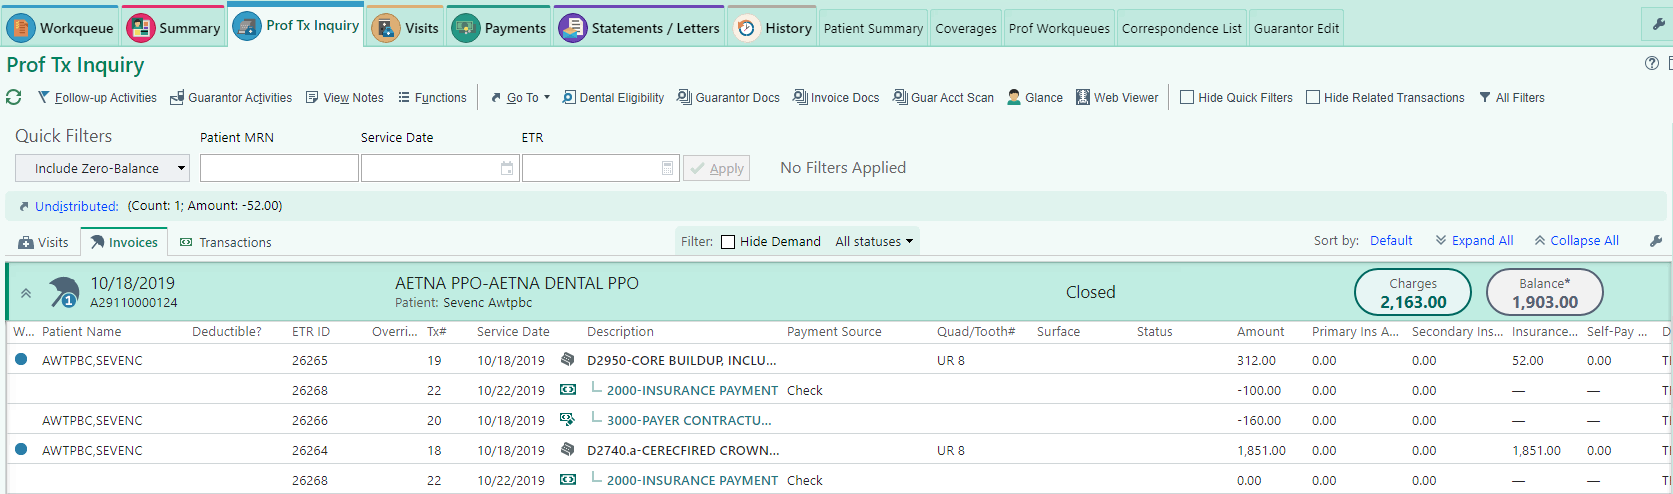 Workqueue Summary Prof Tx Inquiry Visits Payments Statements / Letters History Patient Summary Coverages Prof Workqueues Correspondence List Guarantor Edit
Prof Tx Inquiry
Follow-up Activities Guarantor Activities View Notes Functions Go To Dental Eligibility Guarantor Docs Invoice Docs Guar Acct Scan Glance Web Viewer Hide Quick Filters Hide Related Transactions All Filters
Quick Filters Patient MRN Service Date ETR
Include Zero-Balance Apply No Filters Applied
Undistributed: (Count: 1; Amount: -52.00)
Visits Invoices Transactions Filter: Hide Demand All statuses Sort by: Default Expand All Collapse All
1 10/18/2019 AETNA PPO-AETNA DENTAL PPO Closed Charges Balance*
A29110000124 Patient: Sevenc Awtpbc 2,163.00 1,903.00
W... Patient Name Deductible? ETR ID Overri... Tx# Service Date Description Payment Source Quad/Tooth# Surface Status Amount Primary Ins A... Secondary Ins... Insurance... Self-Pay ... D
AWTPBC,SEVENC 26265 19 10/18/2019 D2950-CORE BUILDUP, INCLU... UR 8 312.00 0.00 0.00 52.00 0.00
26268 22 10/22/2019 2000-INSURANCE PAYMENT Check -100.00 0.00 0.00 — —
AWTPBC,SEVENC 26266 20 10/18/2019 3000-PAYER CONTRACTU... -160.00 0.00 0.00 — —
AWTPBC,SEVENC 26264 18 10/18/2019 D2740.a-CERECFIRED CROWN... UR 8 1,851.00 0.00 0.00 1,851.00 0.00
26268 22 10/22/2019 2000-INSURANCE PAYMENT Check 0.00 0.00 0.00 — —